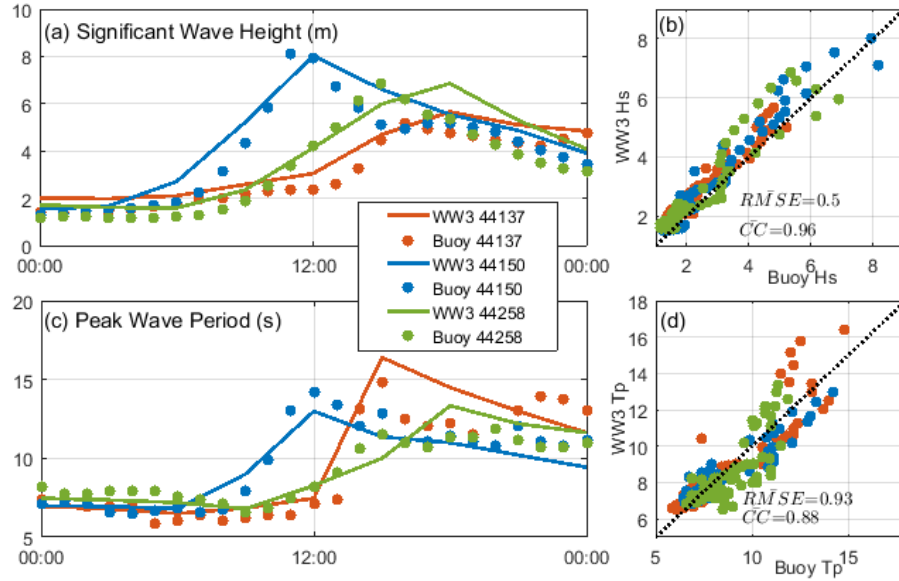 (a) Significant Wave Height (m)
10
8
6
4
2
0
00:00
12:00
00:00
(b)
8
6
4
2
2
4
6
8
WW3 Hs
Buoy Hs
RMSE=0.5
CC=0.96
WW3 44137
Buoy 44137
WW3 44150
Buoy 44150
WW3 44258
Buoy 44258
(c) Peak Wave Period (s)
20
15
10
5
0
00:00
12:00
00:00
(d)
18
16
14
12
10
8
6
5
10
15
WW3 Tp
Buoy Tp
RMSE=0.93
CC=0.88